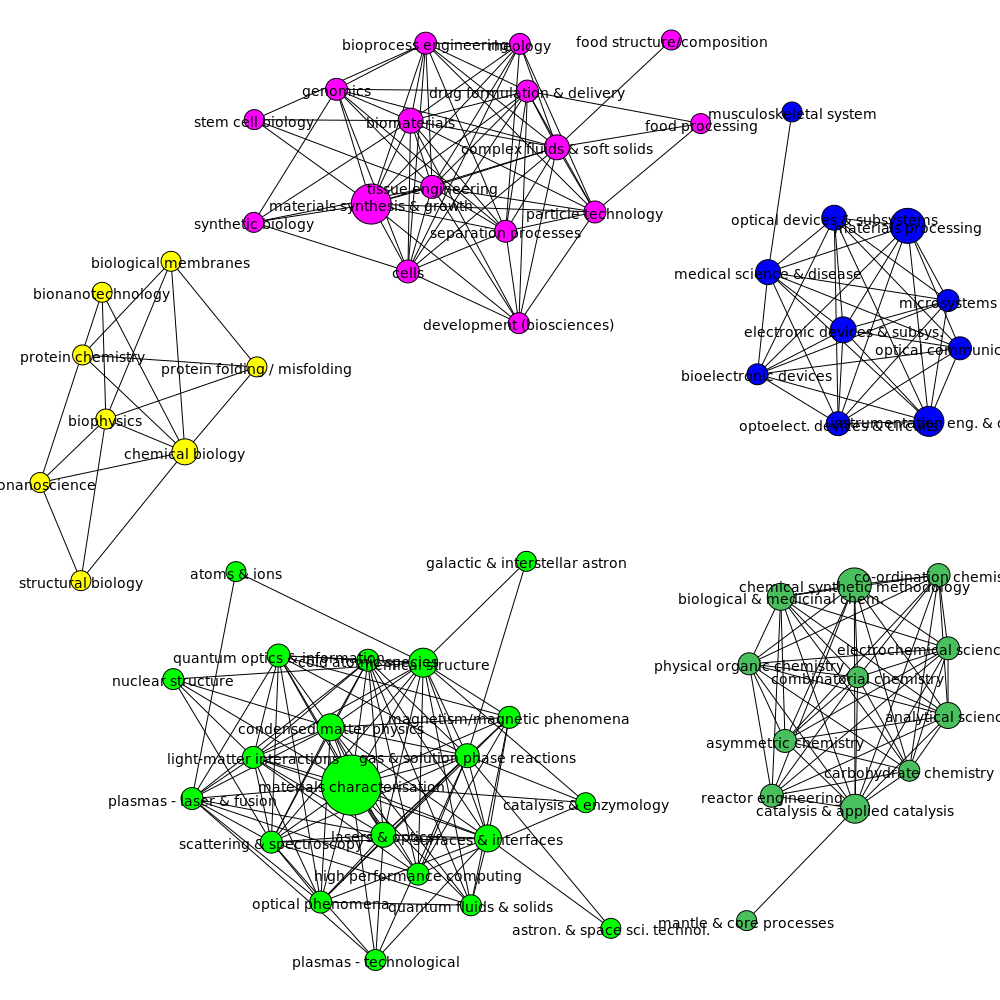 food structure/composition
bioprocess engineering
rheology
genomics
drug formulation & delivery
musculoskeletal system
stem cell biology
biomaterials
food processing
complex fluids & soft solids
tissue engineering
materials synthesis & growth
particle technology
synthetic biology
separation processes
optical devices & subsystems
materials processing
biological membranes
cells
medical science & disease
bionanotechnology
microsystems
development (biosciences)
electronic devices & subsys.
protein chemistry
optical communic
protein folding / misfolding
bioelectronic devices
biophysics
optoelect. devices & circuits
instrumentation eng. & d
chemical biology
onanoscience
galactic & interstellar astron
atoms & ions
structural biology
co-ordination chemis
chemical synthetic methodology
biological & medicinal chem.
electrochemical scienc
quantum optics & information
cold atomic species
chemical structure
physical organic chemistry
nuclear structure
combinatorial chemistry
magnetism/magnetic phenomena
analytical scienc
condensed matter physics
asymmetric chemistry
light-matter interactions
gas & solution phase reactions
carbohydrate chemistry
materials characterisation
plasmas - laser & fusion
reactor engineering
catalysis & enzymology
catalysis & applied catalysis
lasers & optics
surfaces & interfaces
scattering & spectroscopy
high performance computing
optical phenomena
quantum fluids & solids
mantle & core processes
astron. & space sci. technol.
plasmas - technological